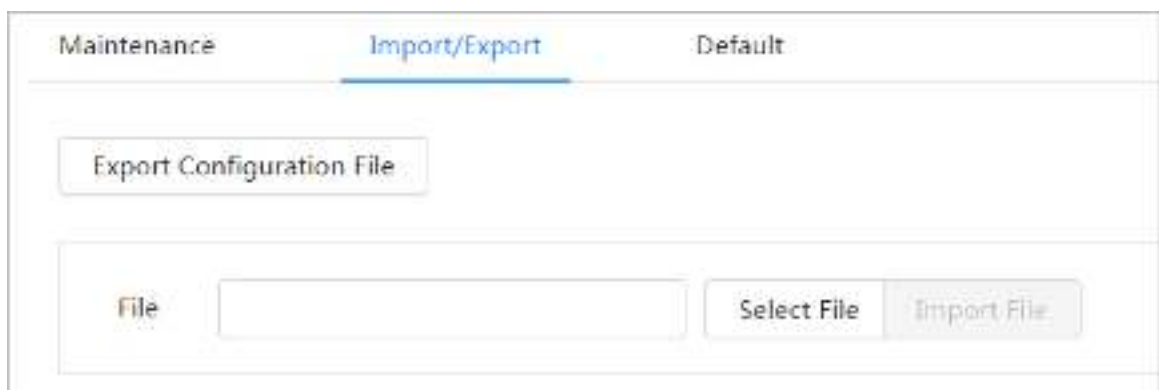 Maintenance Import/Export Default
Export Configuration File
File Select File Import File